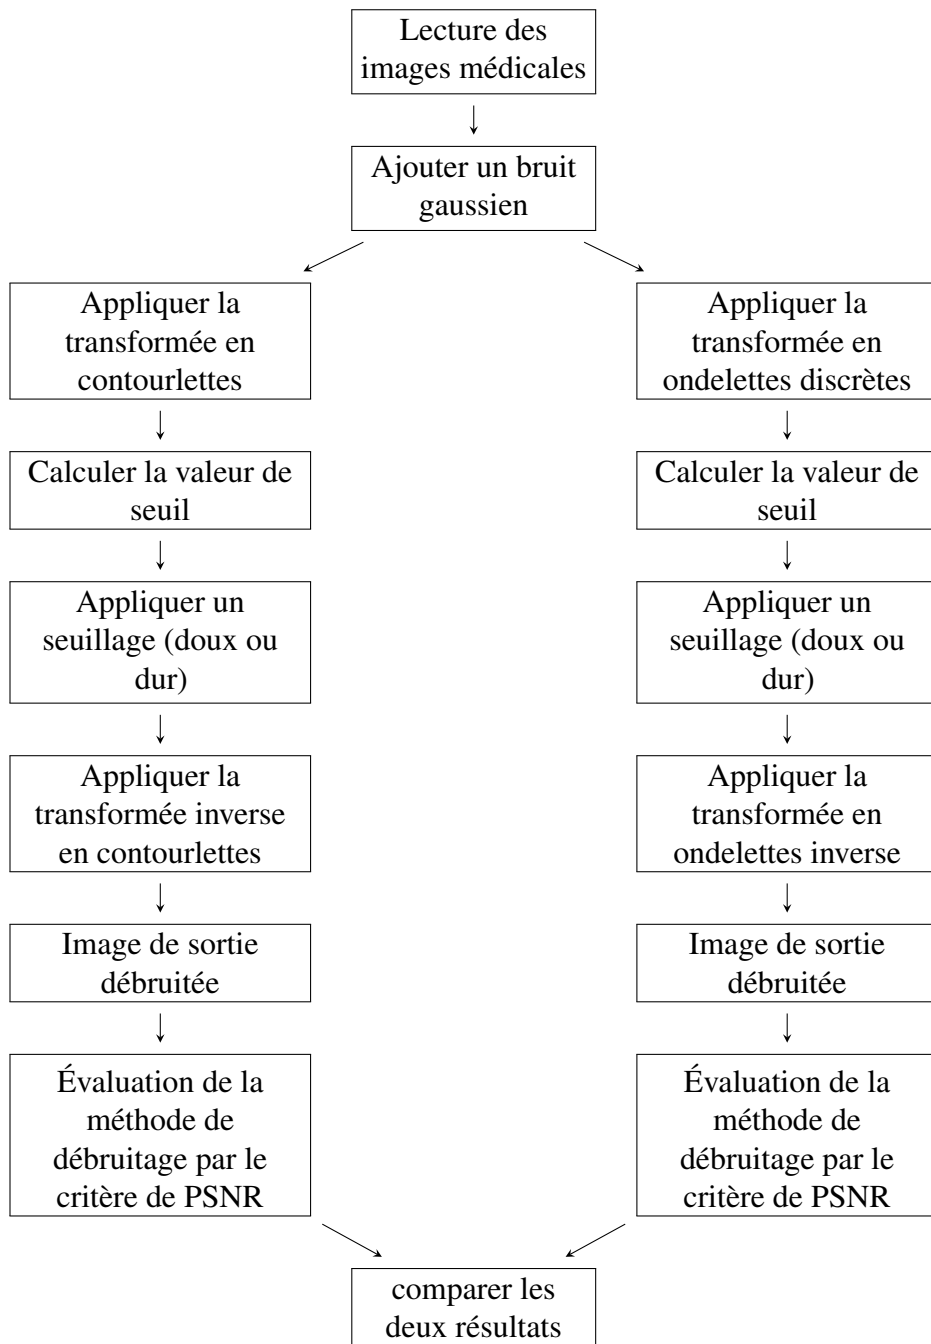 Lecture des
images médicales
Ajouter un bruit
gaussien
Appliquer la
transformée en
contourlettes
Calculer la valeur de
seuil
Appliquer un
seuillage (doux ou
dur)
Appliquer la
transformée inverse
en contourlettes
Image de sortie
débruitée
Évaluation de la
méthode de
débruitage par le
critère de PSNR
Appliquer la
transformée en
ondelettes discrètes
Calculer la valeur de
seuil
Appliquer un
seuillage (doux ou
dur)
Appliquer la
transformée en
ondelettes inverse
Image de sortie
débruitée
Évaluation de la
méthode de
débruitage par le
critère de PSNR
comparer les
deux résultats